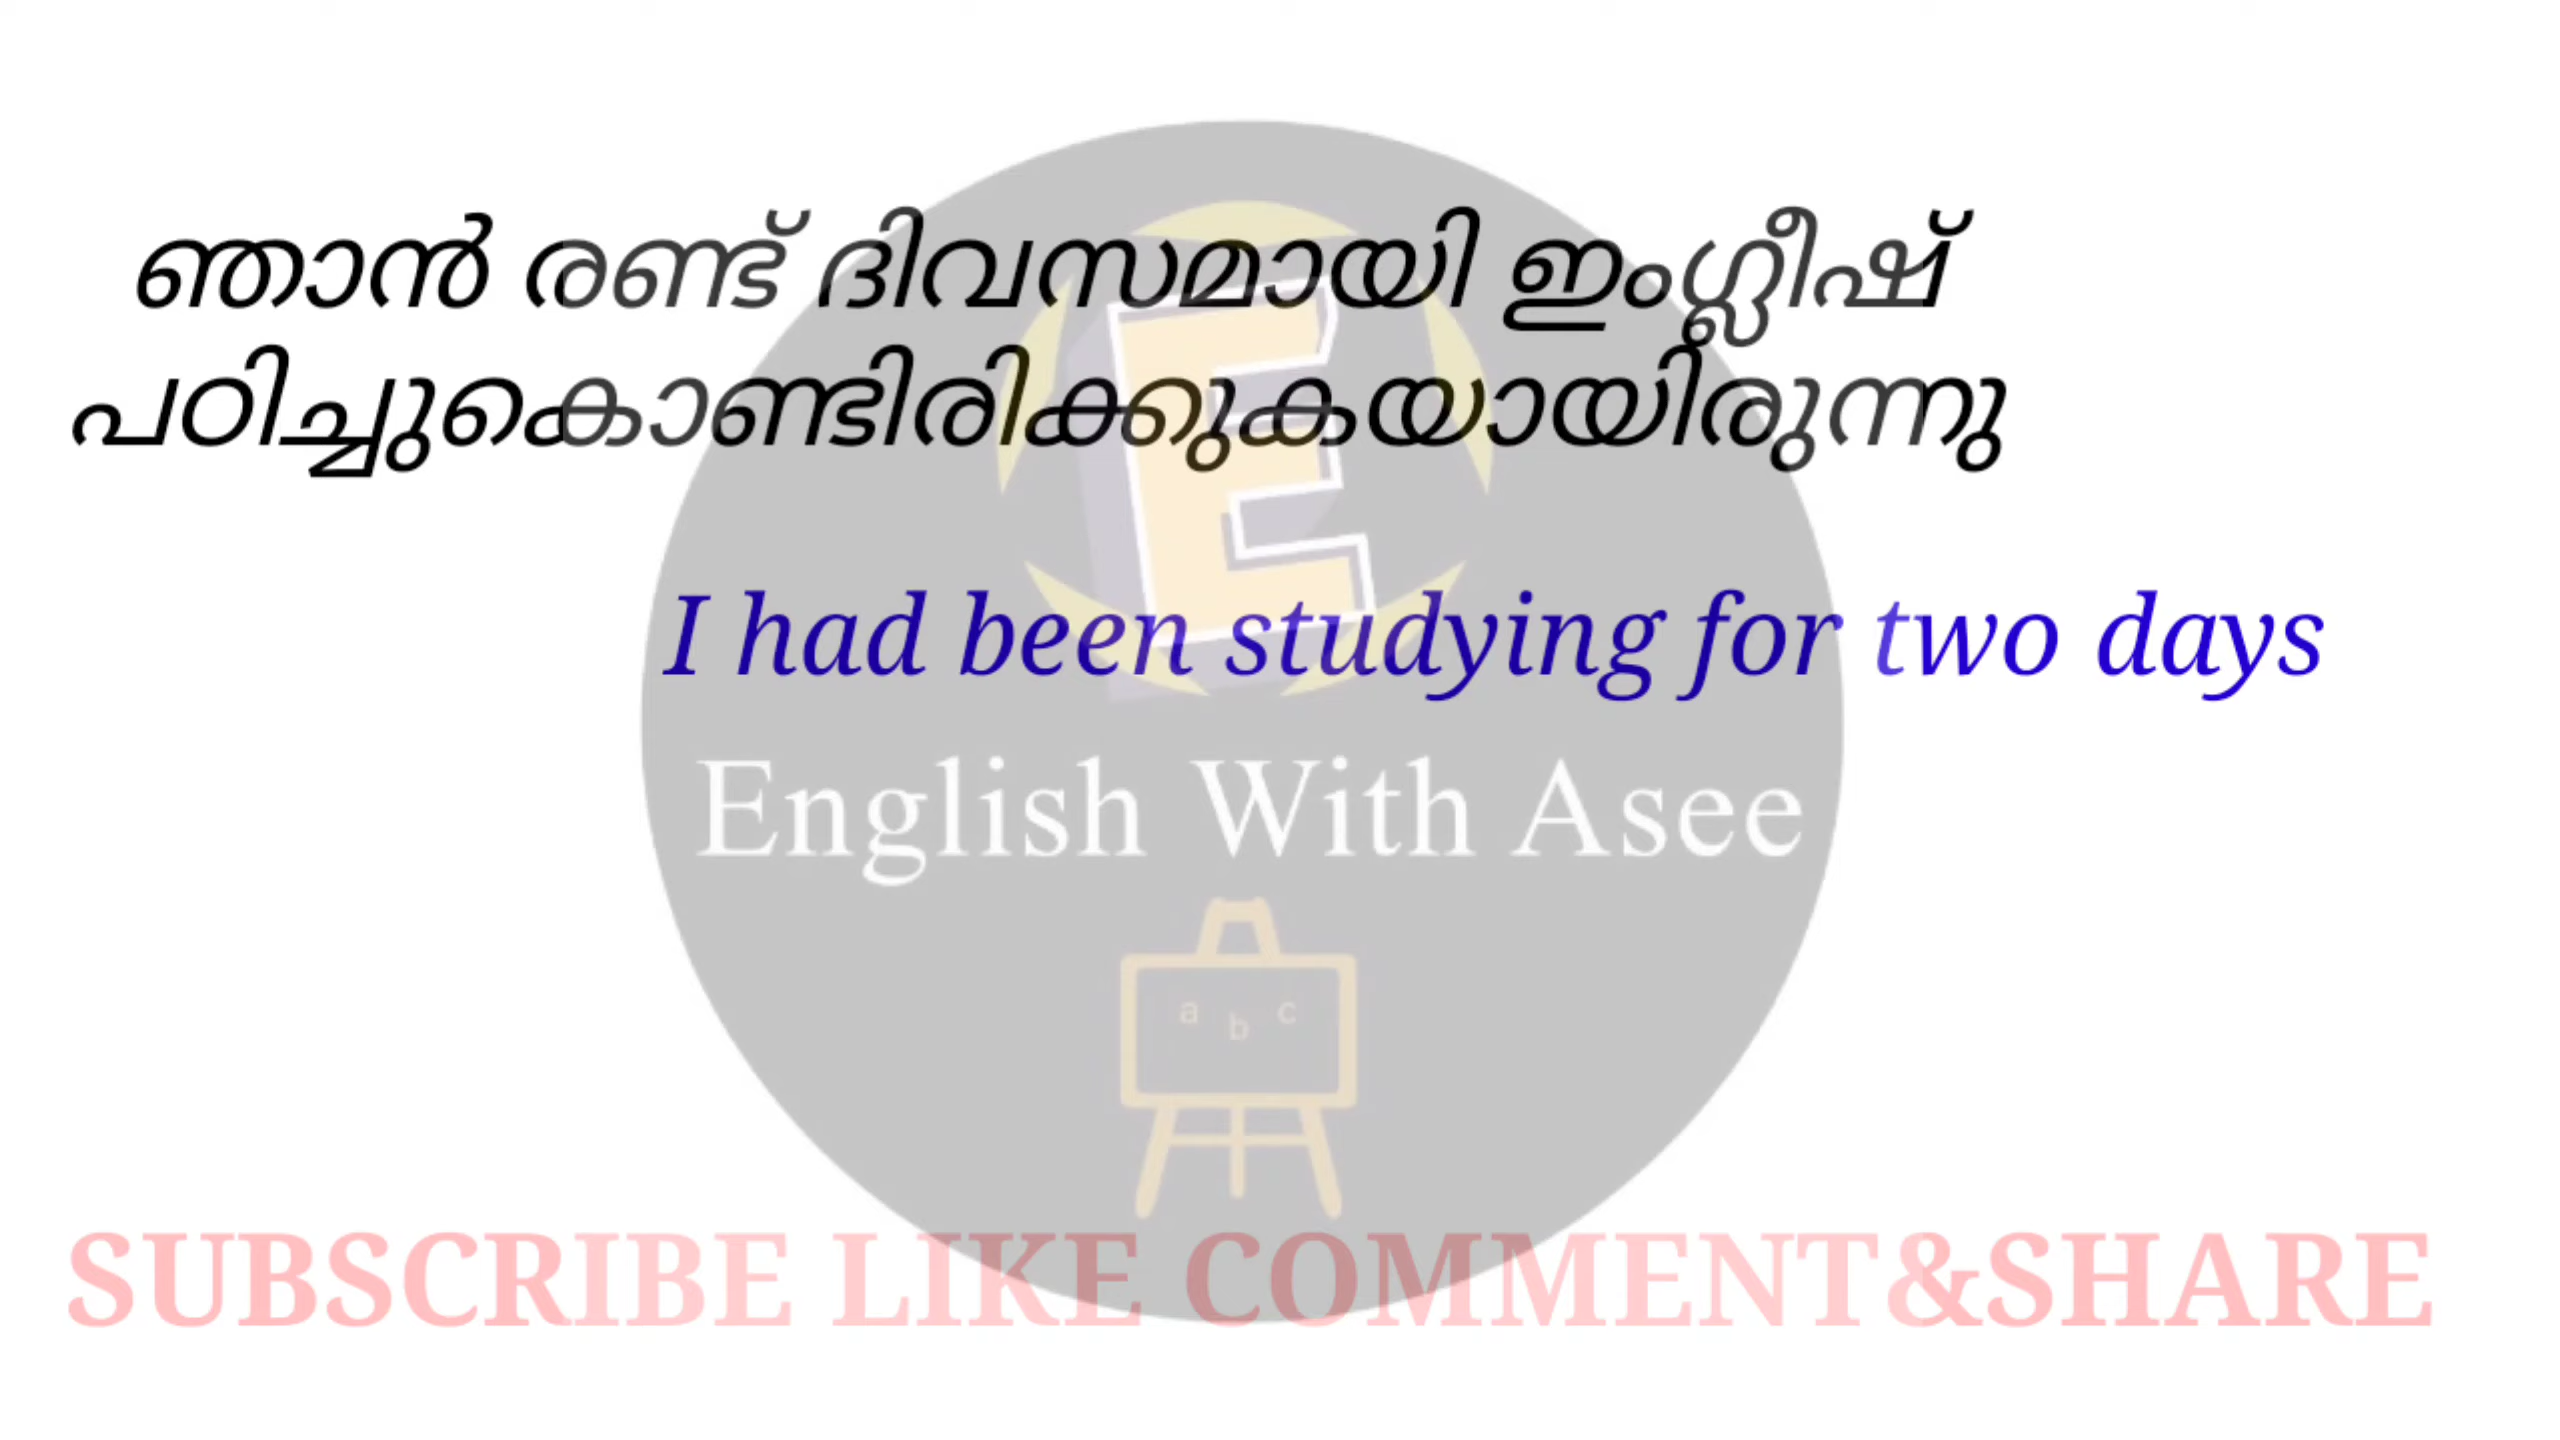 ഞാൻ രണ്ട് ദിവസമായി ഇംഗ്ലീഷ്
പഠിച്ചുകൊണ്ടിരിക്കുകയായിരുന്നു
E
I had been studying for two days
English With Asee
a b c
SUBSCRIBE LIKE COMMENT&SHARE